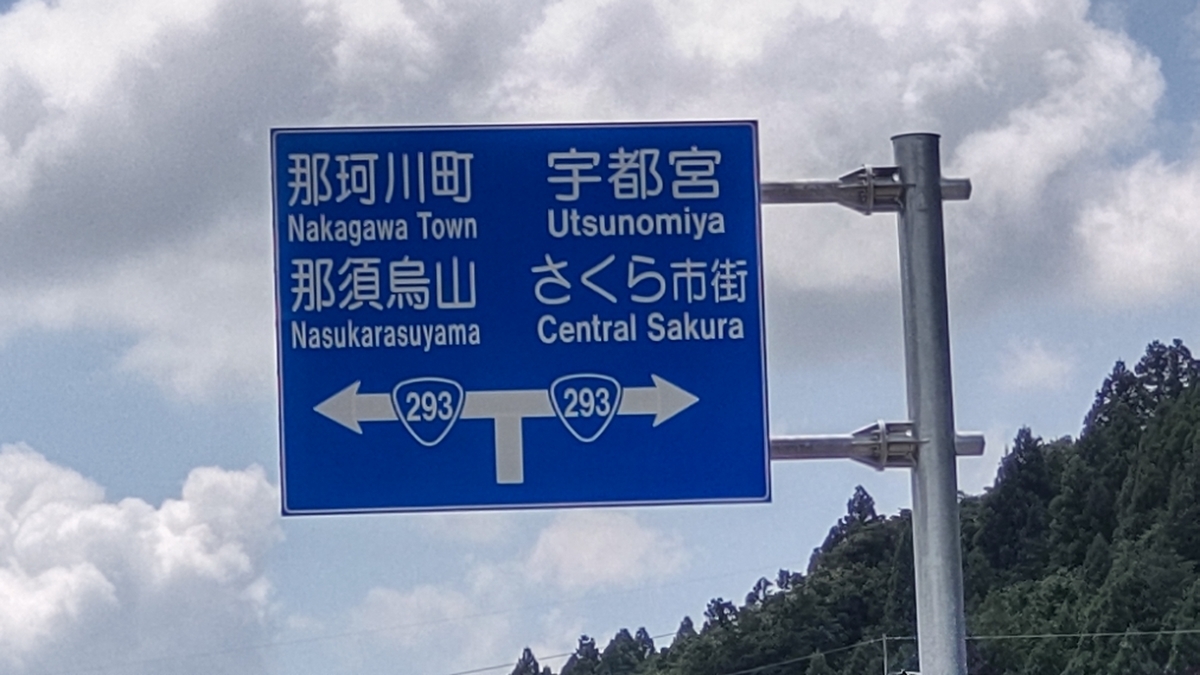 那珂川町
Nakagawa Town
那須烏山
Nasukarasuyama
宇都宮
Utsunomiya
さくら市街
Central Sakura
293
293